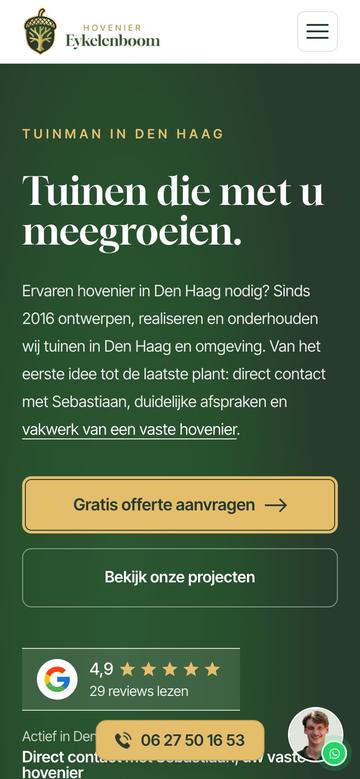 HOVENIER
Eykelenboom
TUINMAN IN DEN HAAG
Tuinen die met u
meegroeien.
Ervaren hovenier in Den Haag nodig? Sinds
2016 ontwerpen, realiseren en onderhouden
wij tuinen in Den Haag en omgeving. Van het
eerste idee tot de laatste plant: direct contact
met Sebastiaan, duidelijke afspraken en
vakwerk van een vaste hovenier.
Gratis offerte aanvragen
Bekijk onze projecten
4,9
29 reviews lezen
Actief in Den
06 27 50 16 53
Direct contact met Sebastiaan, uw vaste
hovenier